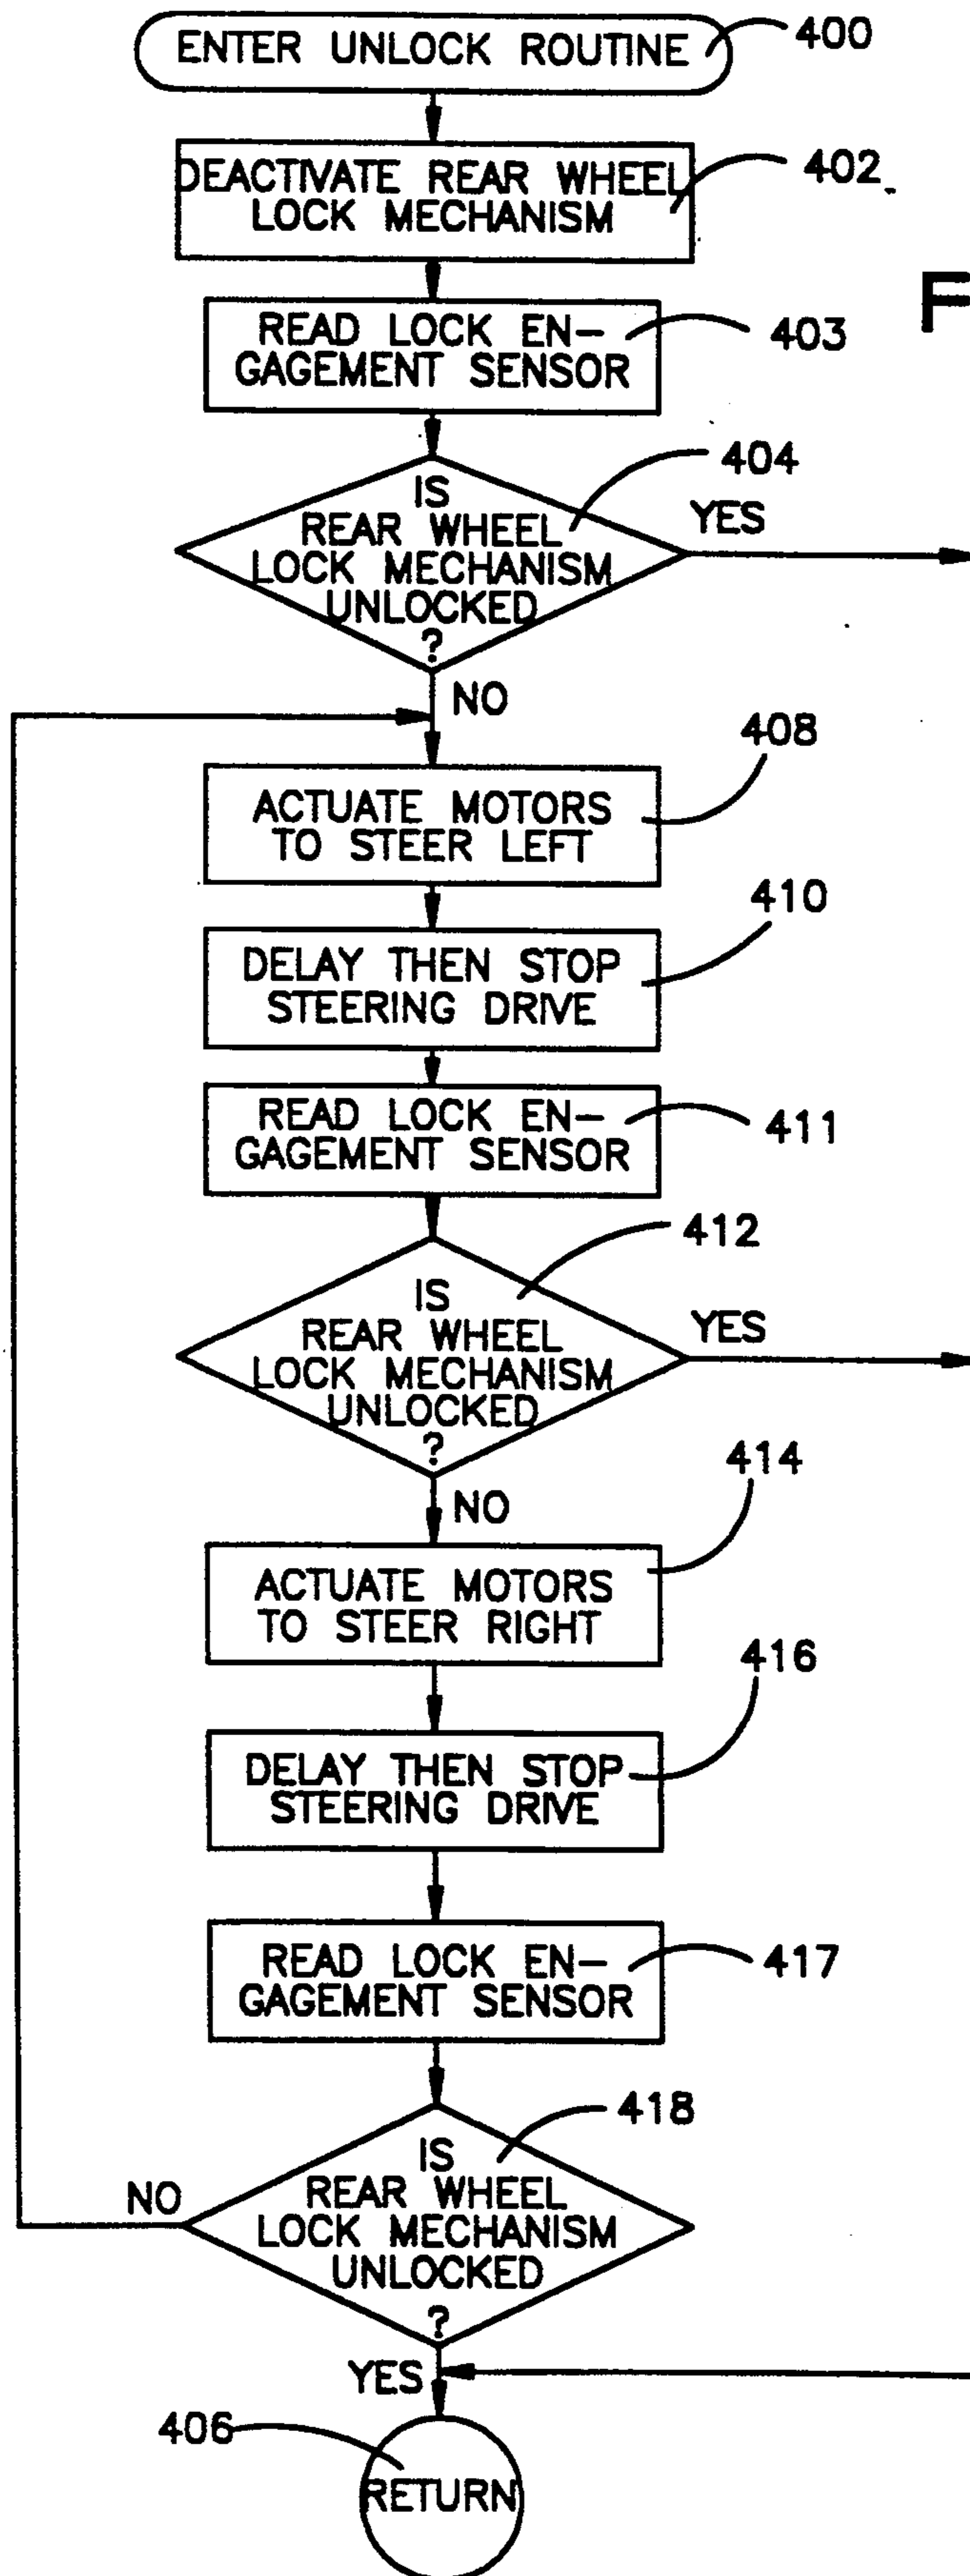 ENTER UNLOCK ROUTINE
400
DEACTIVATE REAR WHEEL
LOCK MECHANISM
402
F
READ LOCK EN-
GAGEMENT SENSOR
403
404
IS
REAR WHEEL
LOCK MECHANISM
UNLOCKED
?
YES
NO
408
ACTUATE MOTORS
TO STEER LEFT
410
DELAY THEN STOP
STEERING DRIVE
READ LOCK EN-
GAGEMENT SENSOR
411
412
IS
REAR WHEEL
LOCK MECHANISM
UNLOCKED
?
YES
NO
414
ACTUATE MOTORS
TO STEER RIGHT
416
DELAY THEN STOP
STEERING DRIVE
READ LOCK EN-
GAGEMENT SENSOR
417
418
IS
REAR WHEEL
LOCK MECHANISM
UNLOCKED
?
NO
YES
406
RETURN